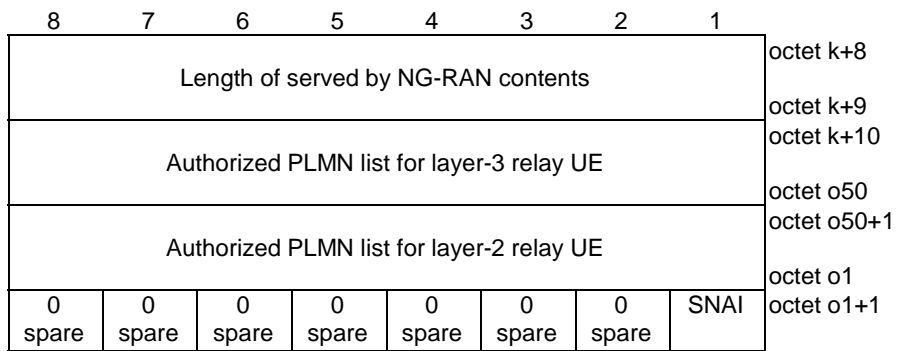 8 7 6 5 4 3 2 1
octet k+8
Length of served by NG-RAN contents
octet k+9
octet k+10
Authorized PLMN list for layer-3 relay UE
octet o50
octet o50+1
Authorized PLMN list for layer-2 relay UE
octet o1
0 0 0 0 0 0 0 SNAI octet o1+1
spare spare spare spare spare spare spare